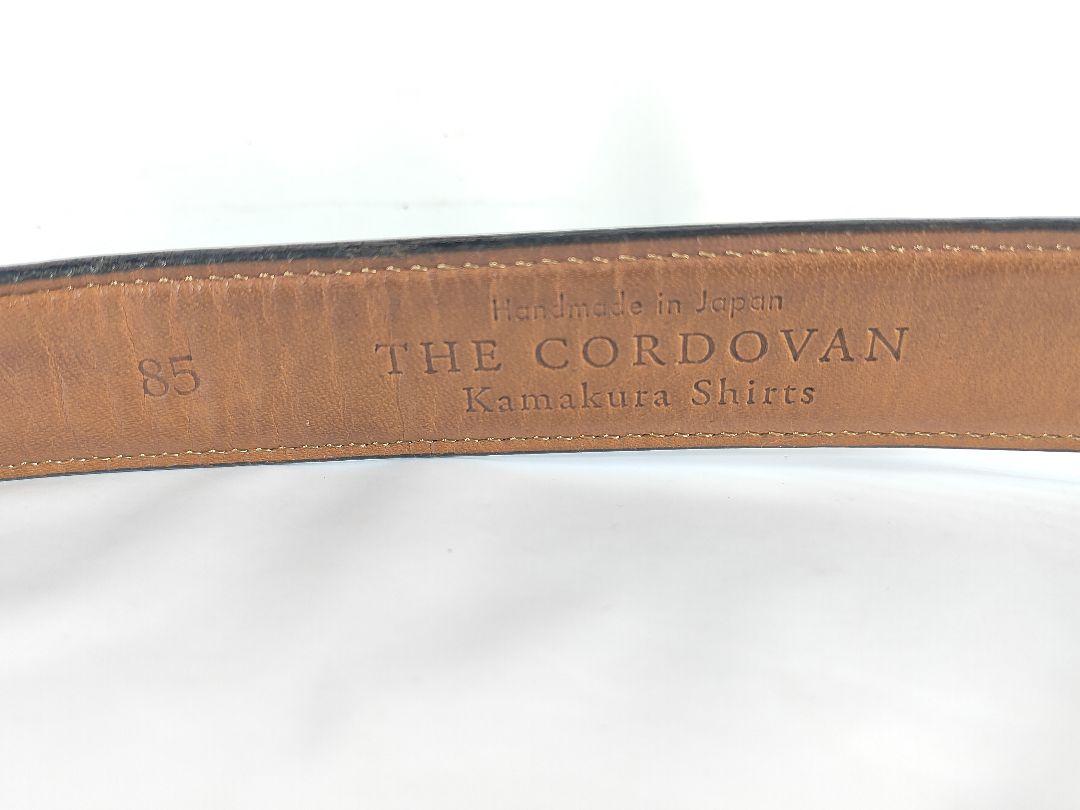 85
Handmade in Japan
THE CORDOVAN
Kamakura Shirts